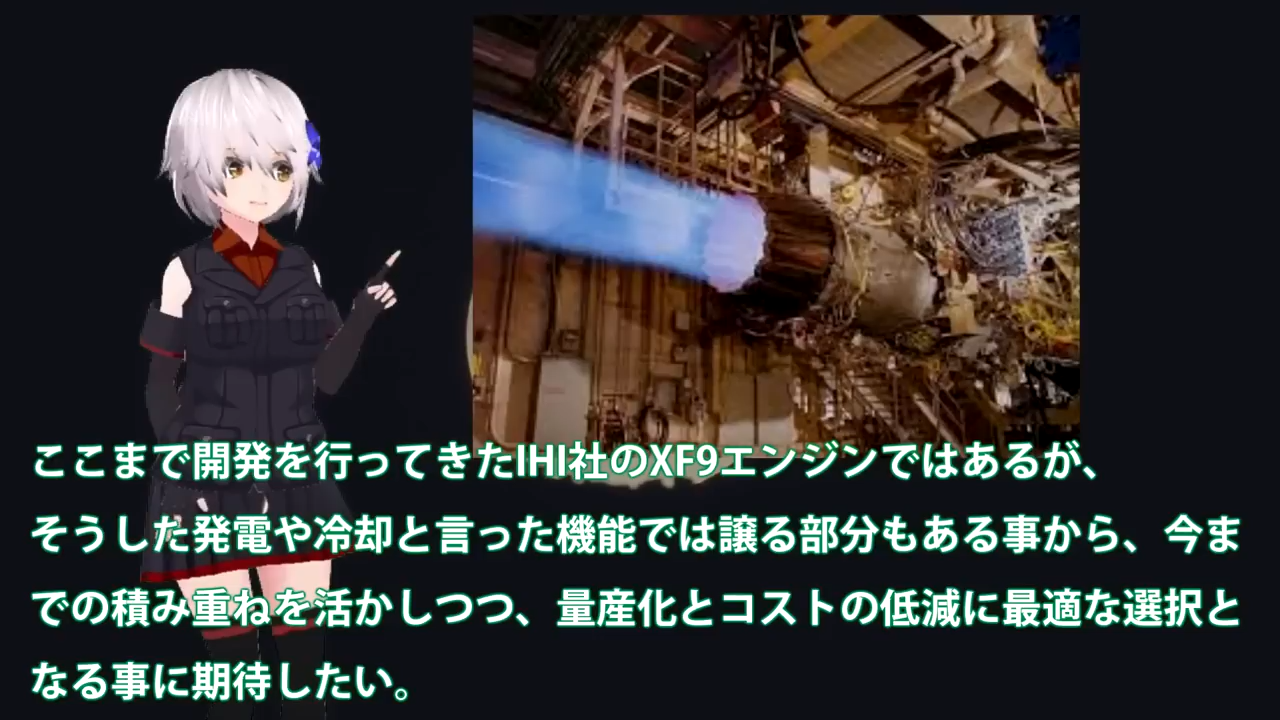 ここまで開発を行ってきたIHI社のXF9エンジンではあるが、
そうした発電や冷却と言った機能では譲る部分もある事から、今ま
での積み重ねを活かしつつ、量産化とコストの低減に最適な選択と
なる事に期待したい。